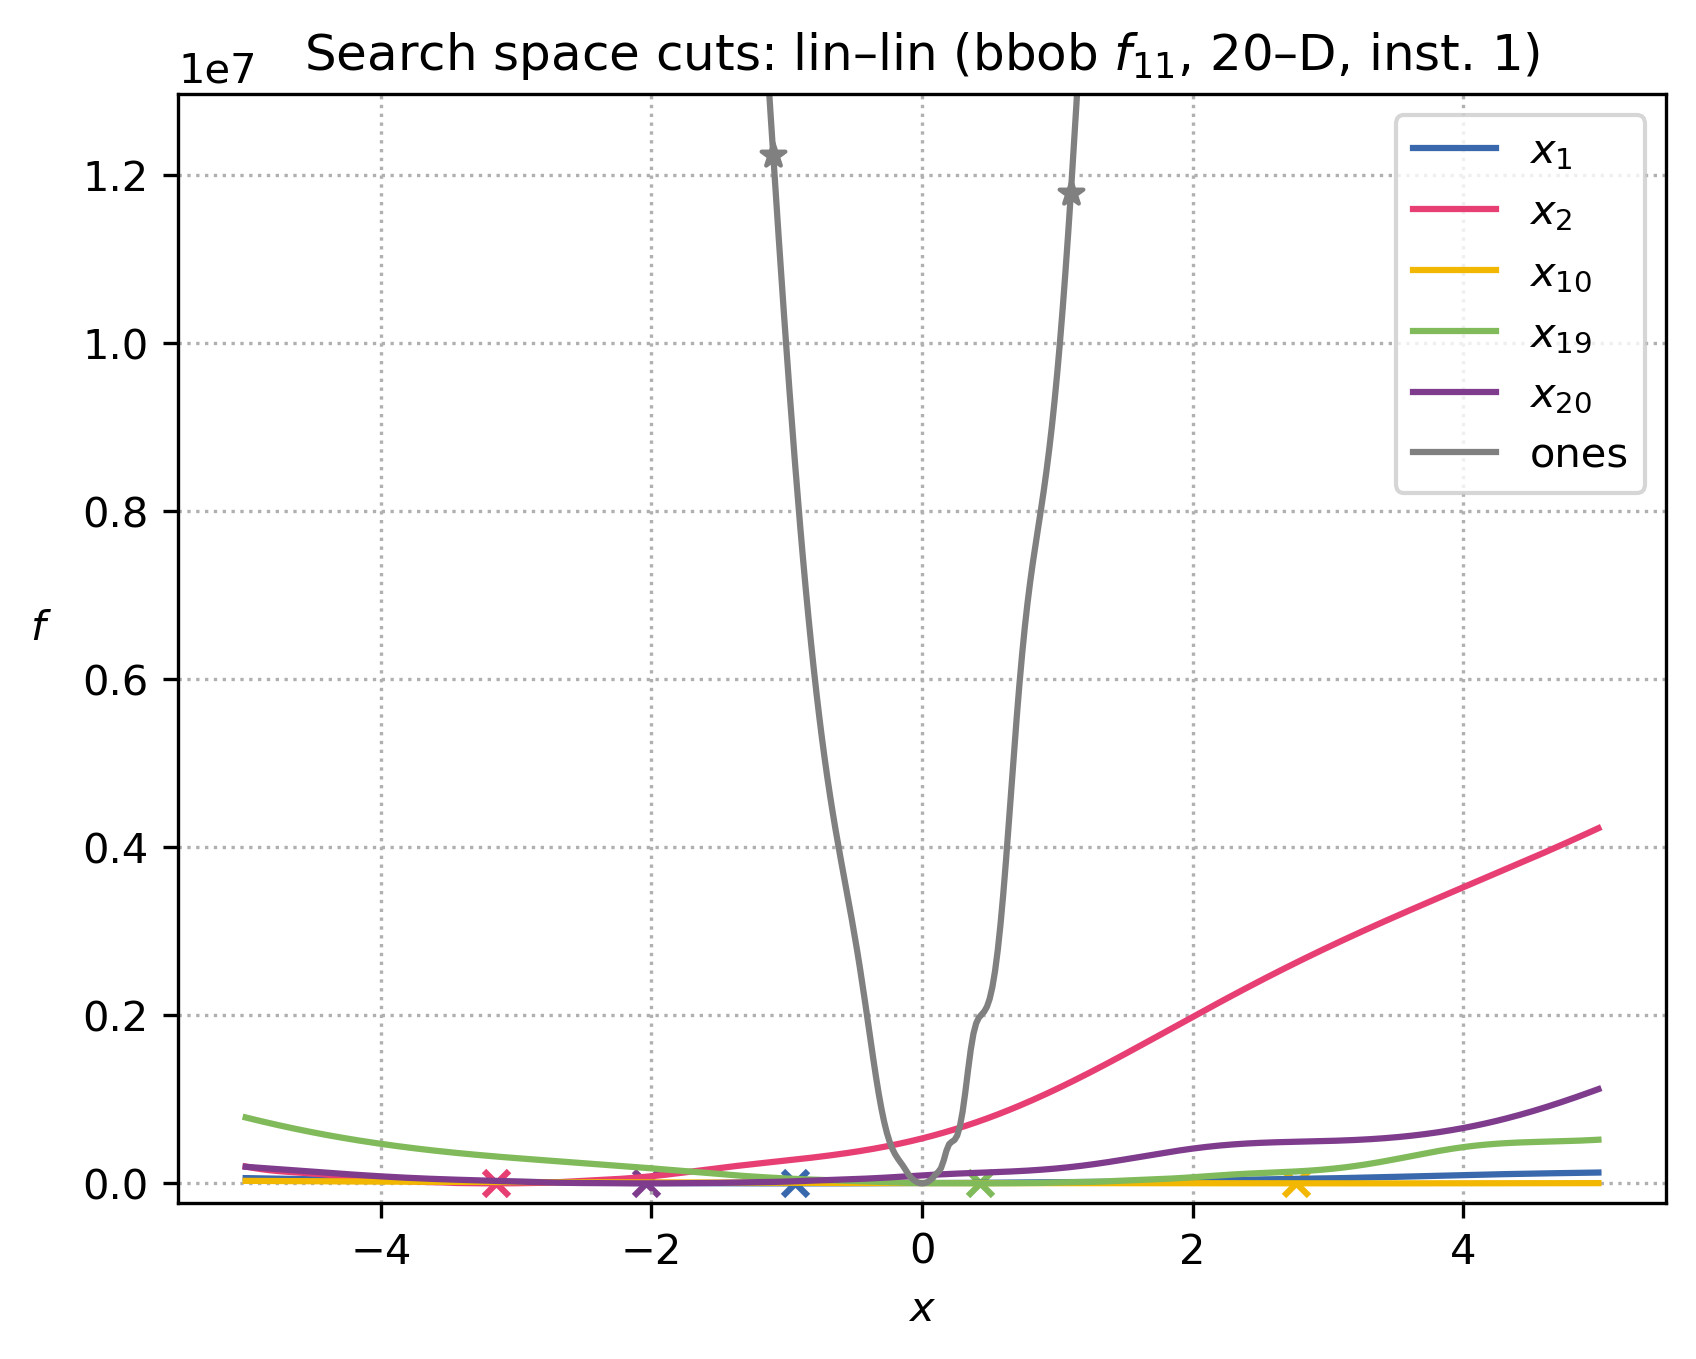 Search space cuts: lin–lin (bbob f11, 20–D, inst. 1)
1e7
1.2
1.0
0.8
0.6
0.4
0.2
0.0
f
−4
−2
0
2
4
x
x1
x2
x10
x19
x20
ones